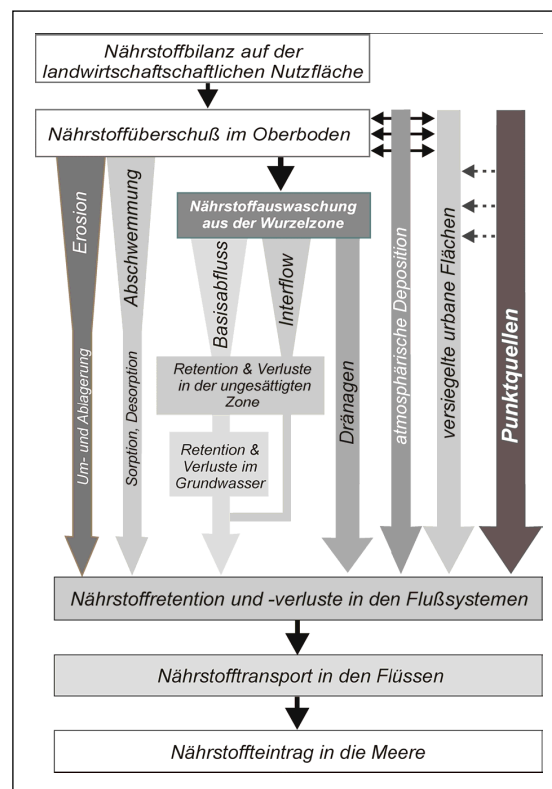 Nährstoffbilanz auf der
landwirtschaftschaftlichen Nutzfläche
Nährstoffüberschuß im Oberboden
Nährstoffauswaschung
aus der Wurzelzone
Erosion
Um- und Ablagerung
Abschwemmung
Sorption, Desorption
Basisabfluss
Interflow
Retention & Verluste
in der ungesättigten
Zone
Retention &
Verluste im
Grundwasser
Dränagen
atmosphärische Deposition
versiegelte urbane Flächen
Punktquellen
Nährstoffretention und -verluste in den Flußsystemen
Nährstofftransport in den Flüssen
Nährstoffeintrag in die Meere